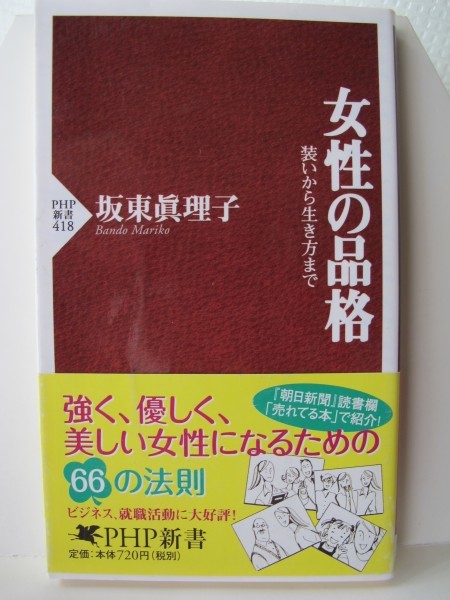 女性の品格
装いから生き方まで
PHP
新書
418
坂東眞理子
Bando Mariko
『朝日新聞』読書欄
「売れてる本」で紹介!
強く、優しく、
美しい女性になるための
66の法則
ビジネス、就職活動に大好評!
PHP新書
定価:本体720円(税別)